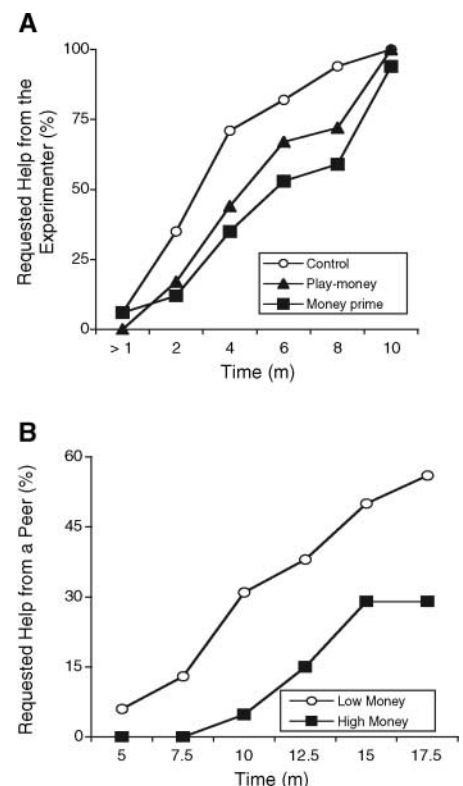 A
Requested Help from the
Experimenter (%)
100
75
50
25
0
Control
Play-money
Money prime
> 1 2 4 6 8 10
Time (m)
B
Requested Help from a Peer (%)
60
45
30
15
0
Low Money
High Money
5 7.5 10 12.5 15 17.5
Time (m)